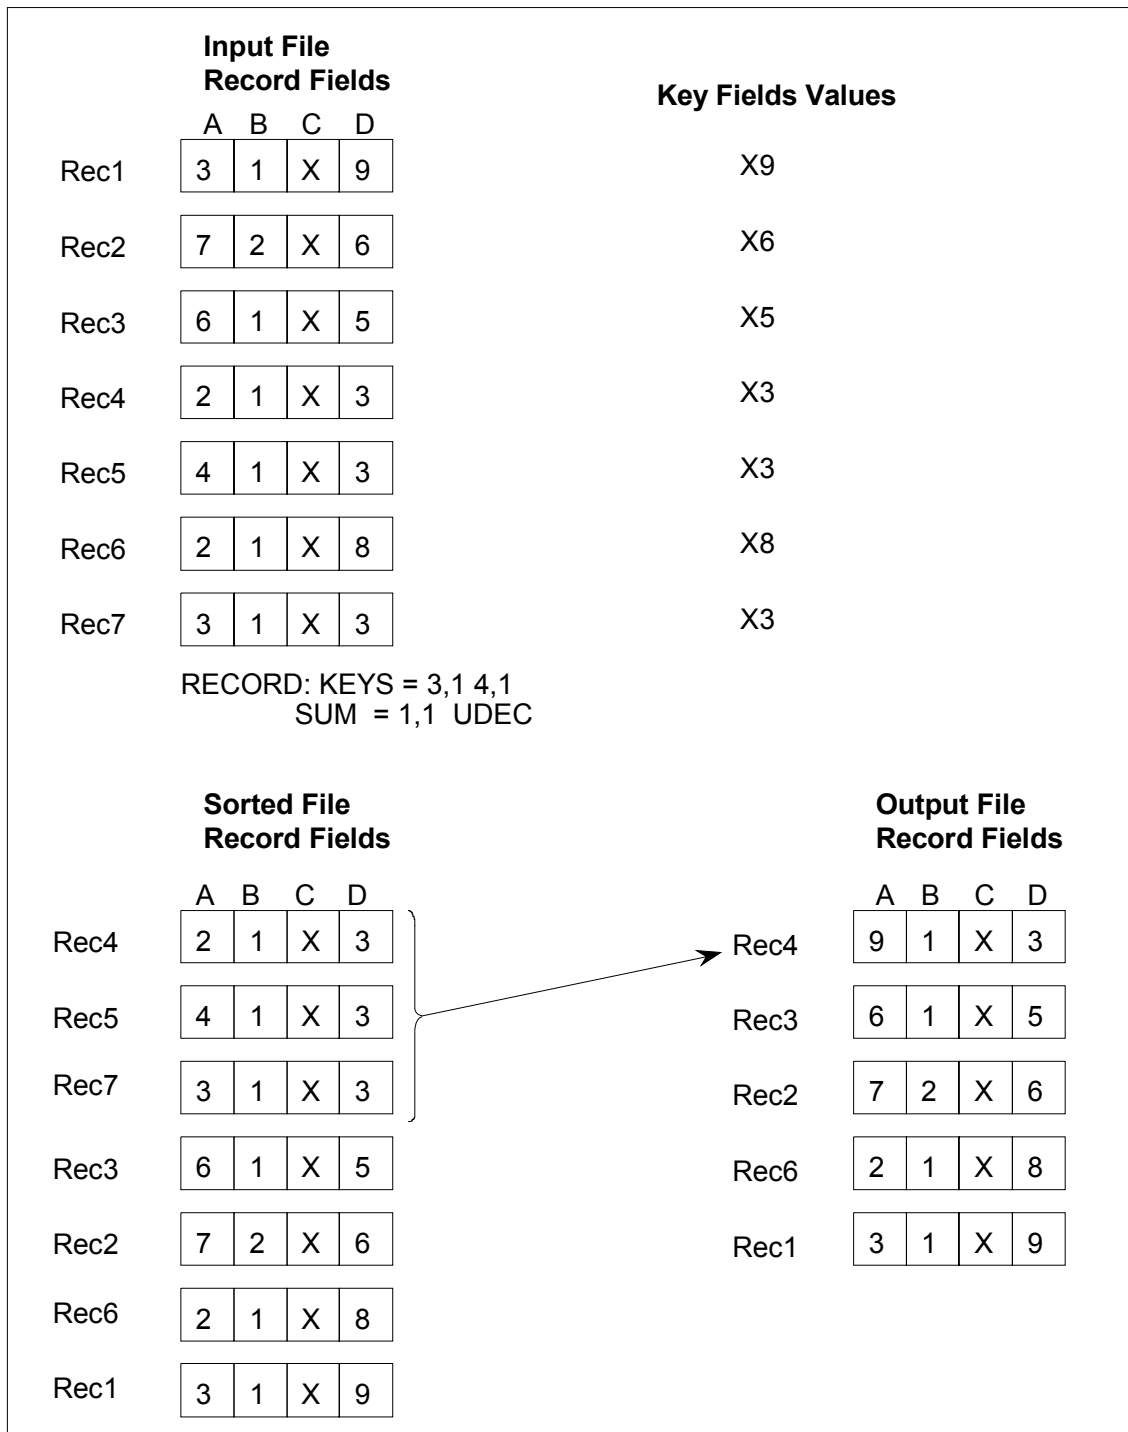 Input File
Record Fields
Key Fields Values
A B C D
Rec1 3 1 X 9 X9
Rec2 7 2 X 6 X6
Rec3 6 1 X 5 X5
Rec4 2 1 X 3 X3
Rec5 4 1 X 3 X3
Rec6 2 1 X 8 X8
Rec7 3 1 X 3 X3
RECORD: KEYS = 3,1 4,1
SUM = 1,1 UDEC
Sorted File
Record Fields
A B C D
Rec4 2 1 X 3
Rec5 4 1 X 3
Rec7 3 1 X 3
Rec3 6 1 X 5
Rec2 7 2 X 6
Rec6 2 1 X 8
Rec1 3 1 X 9
Output File
Record Fields
A B C D
Rec4 9 1 X 3
Rec3 6 1 X 5
Rec2 7 2 X 6
Rec6 2 1 X 8
Rec1 3 1 X 9